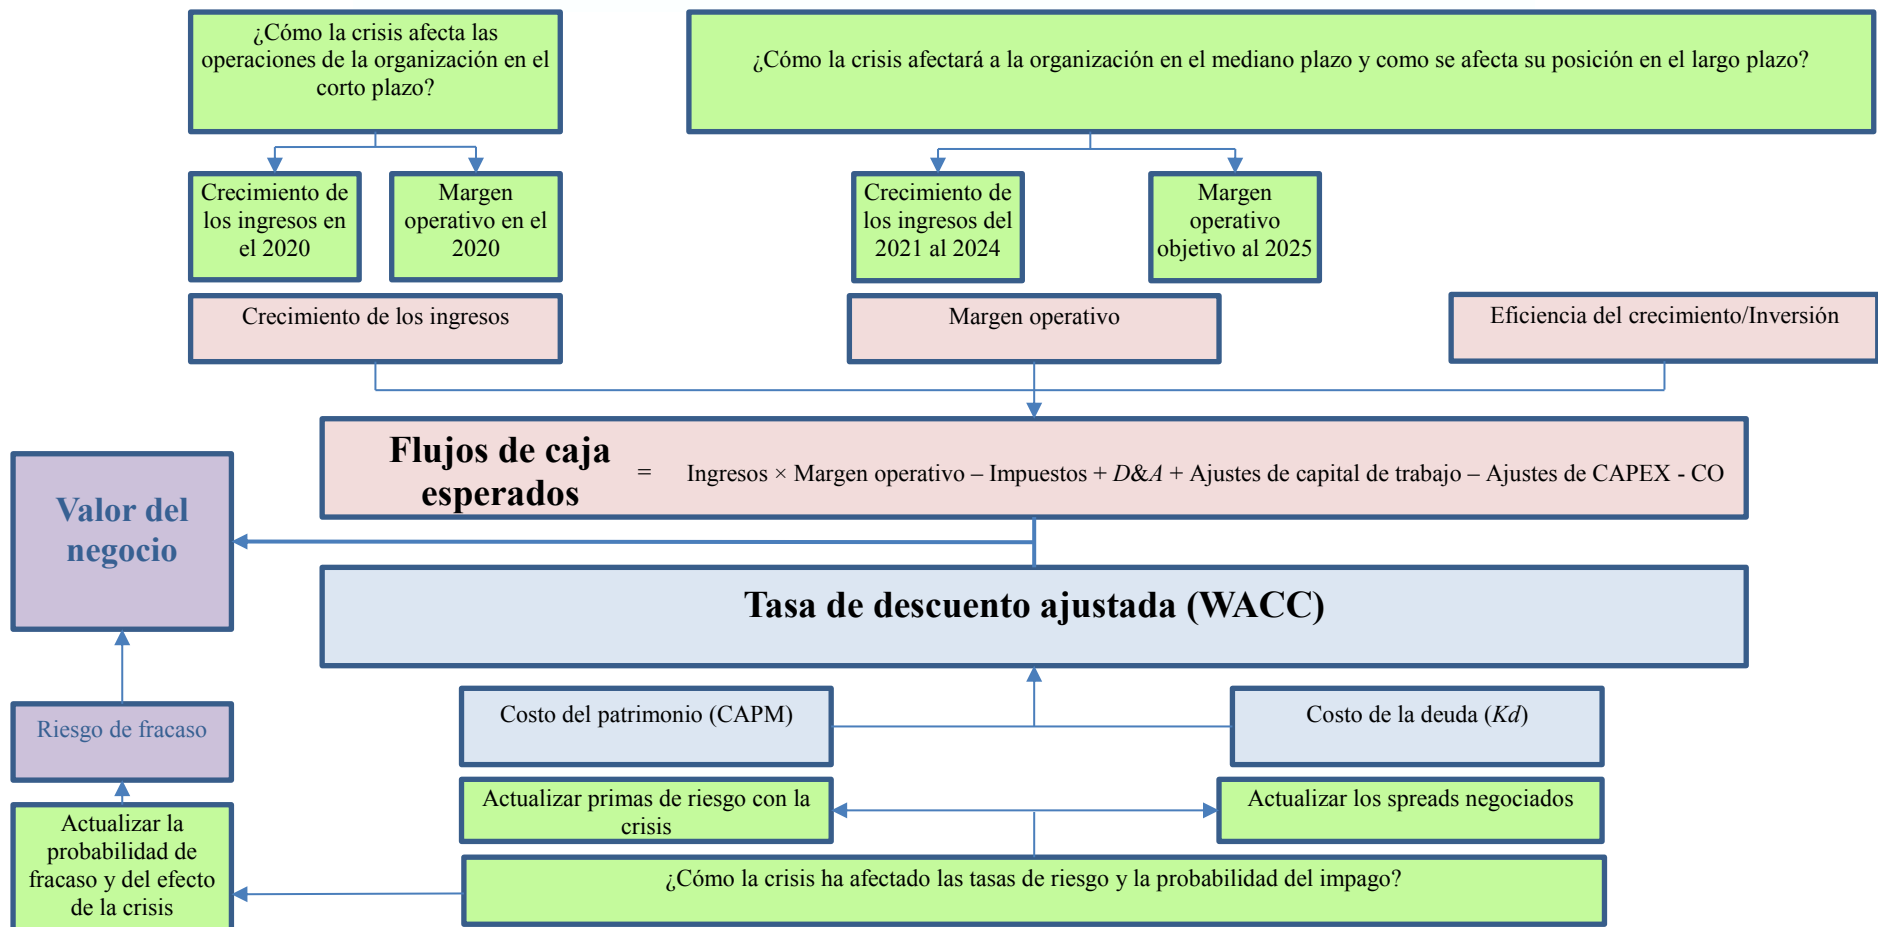 ¿Cómo la crisis afecta las
operaciones de la organización en el
corto plazo?
¿Cómo la crisis afectará a la organización en el mediano plazo y como se afecta su posición en el largo plazo?
Crecimiento de
los ingresos en
el 2020
Margen
operativo en el
2020
Crecimiento de
los ingresos del
2021 al 2024
Margen
operativo
objetivo al 2025
Crecimiento de los ingresos
Margen operativo
Eficiencia del crecimiento/Inversión
Flujos de caja
esperados
= Ingresos × Margen operativo – Impuestos + D&A + Ajustes de capital de trabajo – Ajustes de CAPEX - CO
Valor del
negocio
Tasa de descuento ajustada (WACC)
Costo del patrimonio (CAPM)
Costo de la deuda (Kd)
Riesgo de fracaso
Actualizar primas de riesgo con la
crisis
Actualizar los spreads negociados
Actualizar la
probabilidad de
fracaso y del efecto
de la crisis
¿Cómo la crisis ha afectado las tasas de riesgo y la probabilidad del impago?